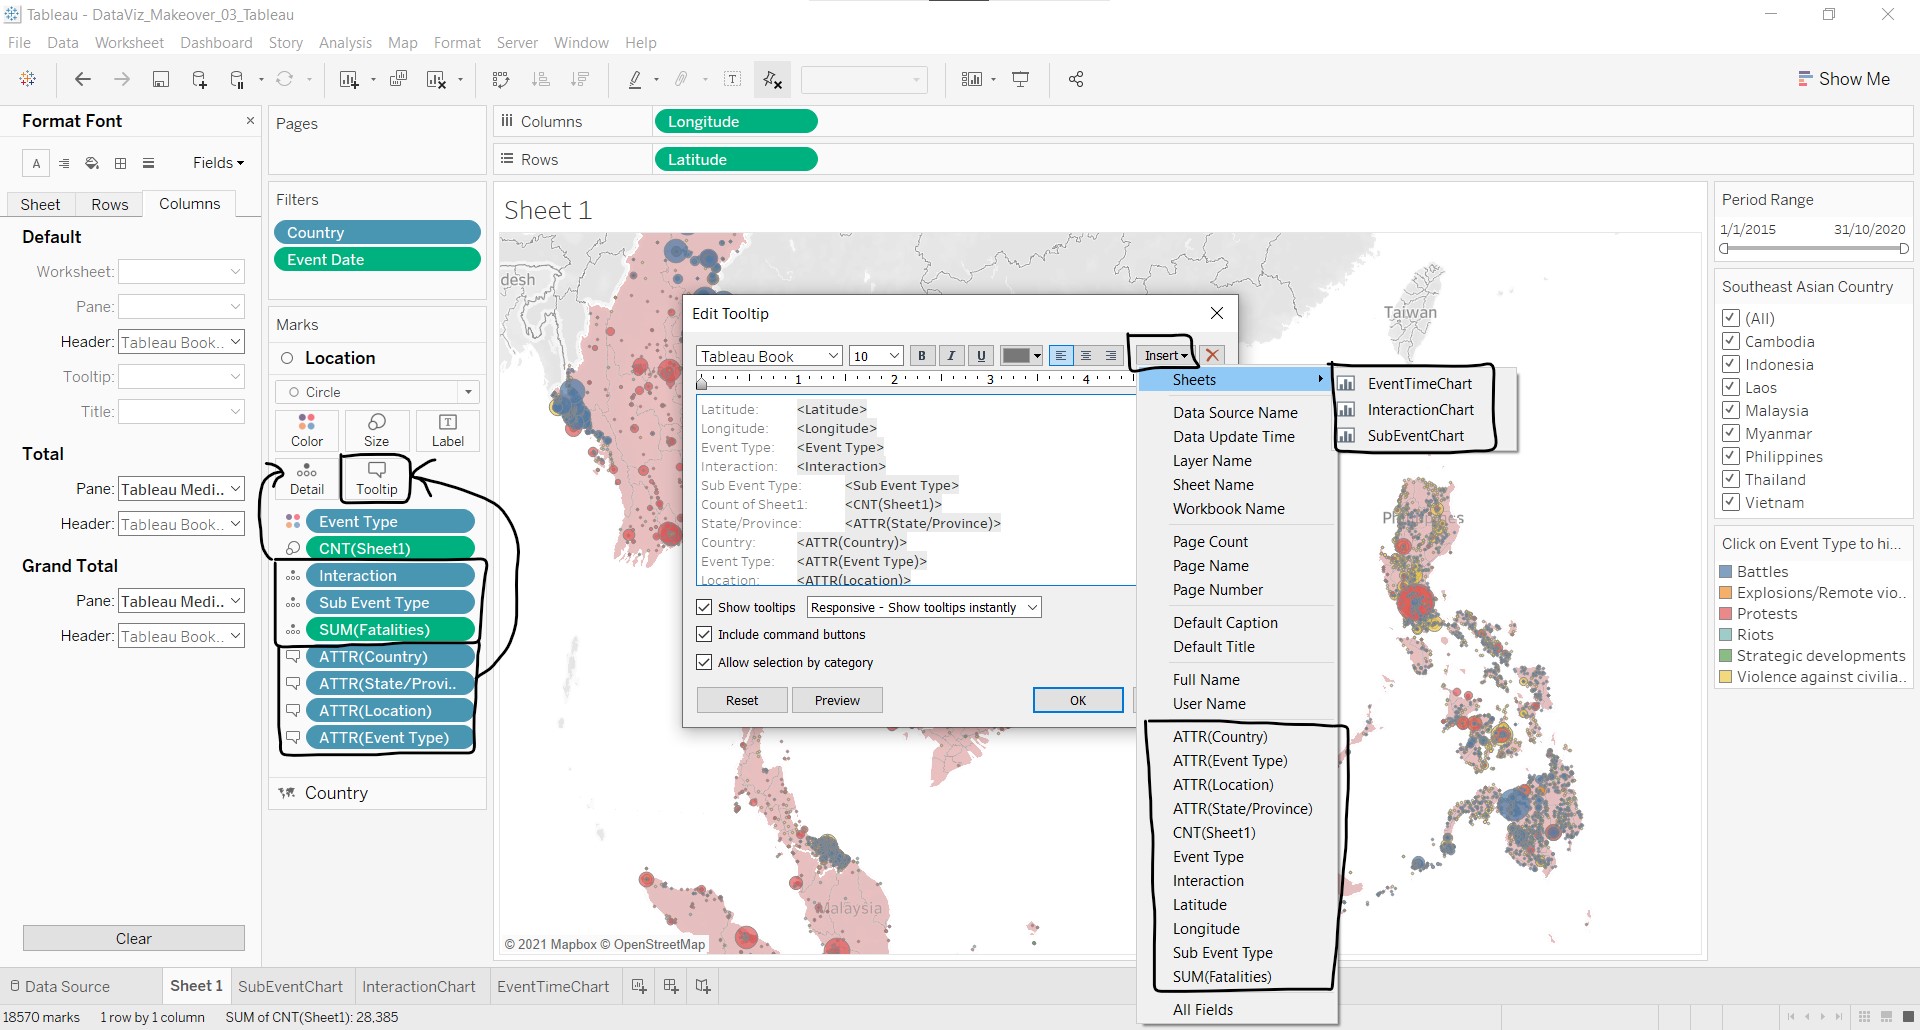 Tableau - DataViz_Makeover_03_Tableau
File Data Worksheet Dashboard Story Analysis Map Format Server Window Help
Show Me
Format Font
Fields
Sheet Rows Columns
Default
Worksheet:
Pane:
Header: Tableau Book..
Tooltip:
Title:
Total
Pane: Tableau Medi..
Header: Tableau Book..
Grand Total
Pane: Tableau Medi..
Header: Tableau Book..
Clear
Pages
Filters
Country
Event Date
Marks
Location
Circle
Color Size Label
Detail Tooltip
Event Type
CNT(Sheet1)
Interaction
Sub Event Type
SUM(Fatalities)
ATTR(Country)
ATTR(State/Provi..
ATTR(Location)
ATTR(Event Type)
Country
Columns Longitude
Rows Latitude
Sheet 1
desh
Taiwan
Philippines
Malaysia
© 2021 Mapbox © OpenStreetMap
Edit Tooltip
Tableau Book 10 B I U Insert
1 2 3 4
Latitude: <Latitude>
Longitude: <Longitude>
Event Type: <Event Type>
Interaction: <Interaction>
Sub Event Type: <Sub Event Type>
Count of Sheet1: <CNT(Sheet1)>
State/Province: <ATTR(State/Province)>
Country: <ATTR(Country)>
Event Type: <ATTR(Event Type)>
Location: <ATTR(Location)>
Show tooltips Responsive - Show tooltips instantly
Include command buttons
Allow selection by category
Reset Preview OK
Sheets
Data Source Name
Data Update Time
Layer Name
Sheet Name
Workbook Name
Page Count
Page Name
Page Number
Default Caption
Default Title
Full Name
User Name
ATTR(Country)
ATTR(Event Type)
ATTR(Location)
ATTR(State/Province)
CNT(Sheet1)
Event Type
Interaction
Latitude
Longitude
Sub Event Type
SUM(Fatalities)
All Fields
EventTimeChart
InteractionChart
SubEventChart
Period Range
1/1/2015 31/10/2020
Southeast Asian Country
(All)
Cambodia
Indonesia
Laos
Malaysia
Myanmar
Philippines
Thailand
Vietnam
Click on Event Type to hi...
Battles
Explosions/Remote vio..
Protests
Riots
Strategic developments
Violence against civilia..
Data Source Sheet 1 SubEventChart InteractionChart EventTimeChart
18570 marks 1 row by 1 column SUM of CNT(Sheet1): 28,385